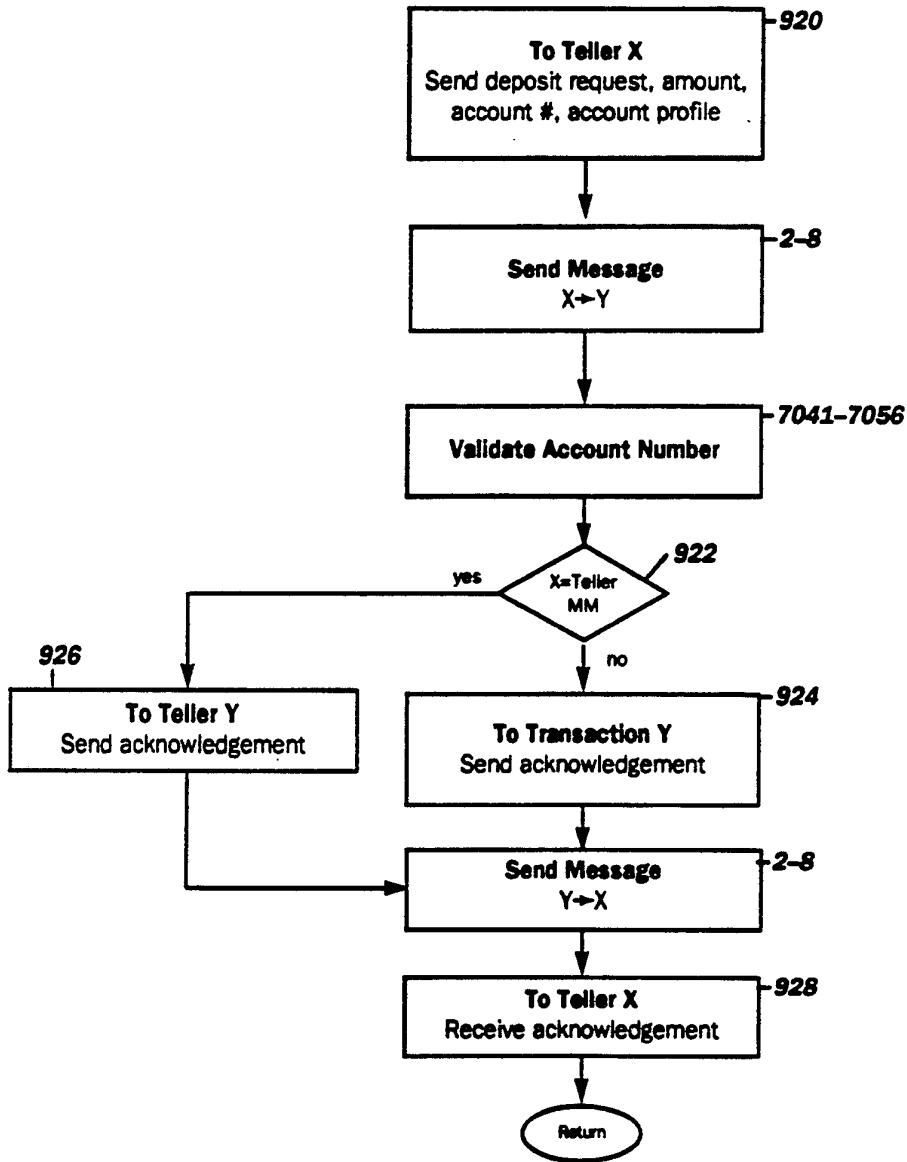 920
To Teller X
Send deposit request, amount,
account #, account profile
2-8
Send Message
X→Y
7041-7056
Validate Account Number
922
X=Teller
MM
yes
no
926
To Teller Y
Send acknowledgement
924
To Transaction Y
Send acknowledgement
2-8
Send Message
Y→X
928
To Teller X
Receive acknowledgement
Return